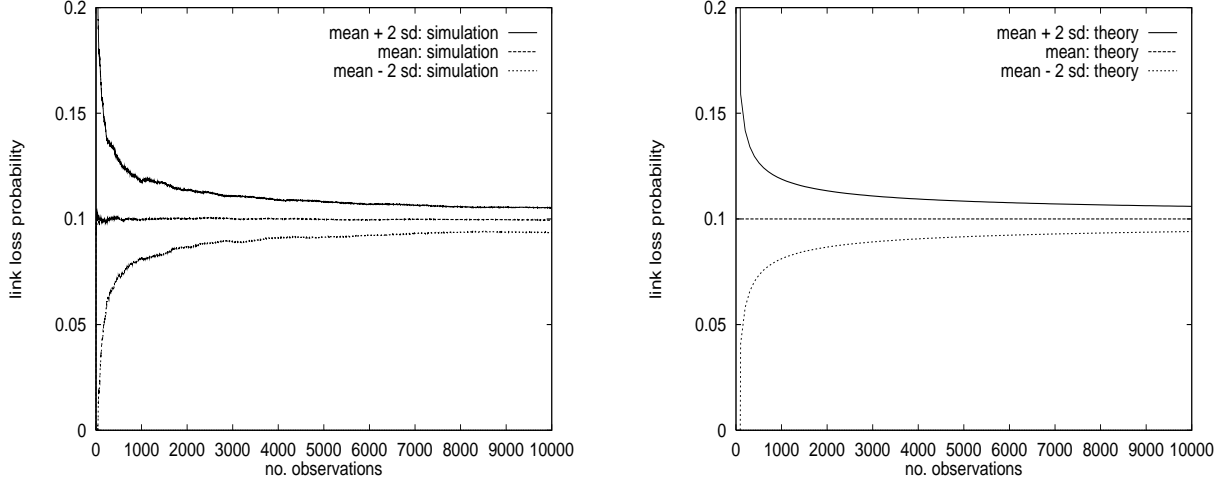 0.2
0.15
0.1
0.05
0
link loss probability
mean + 2 sd: simulation
mean: simulation
mean - 2 sd: simulation
0 1000 2000 3000 4000 5000 6000 7000 8000 9000 10000
no. observations
0.2
0.15
0.1
0.05
0
link loss probability
mean + 2 sd: theory
mean: theory
mean - 2 sd: theory
0 1000 2000 3000 4000 5000 6000 7000 8000 9000 10000
no. observations